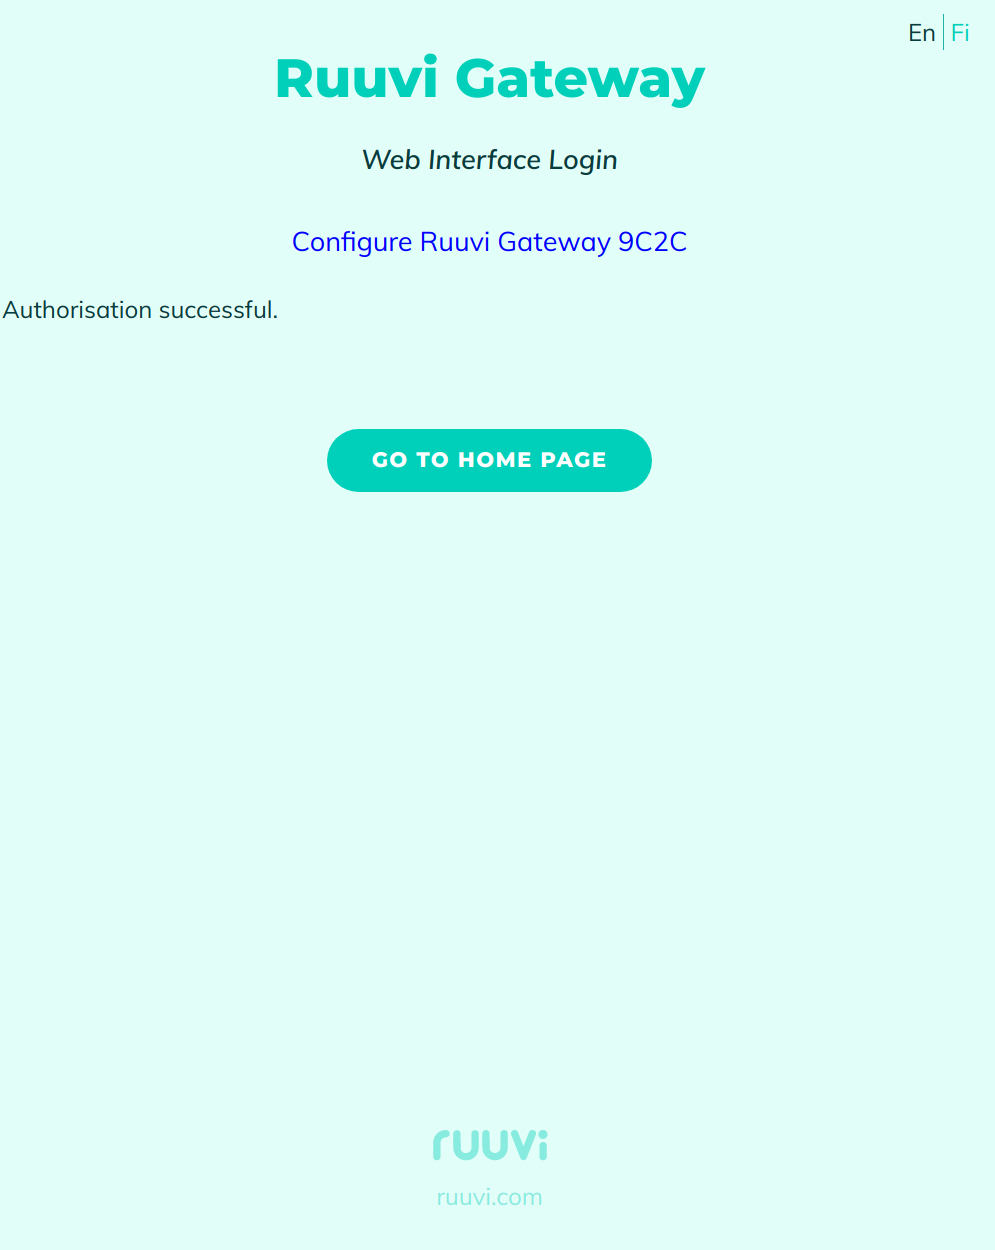 En Fi
Ruuvi Gateway
Web Interface Login
Configure Ruuvi Gateway 9C2C
Authorisation successful.
GO TO HOME PAGE
ruuvi
ruuvi.com